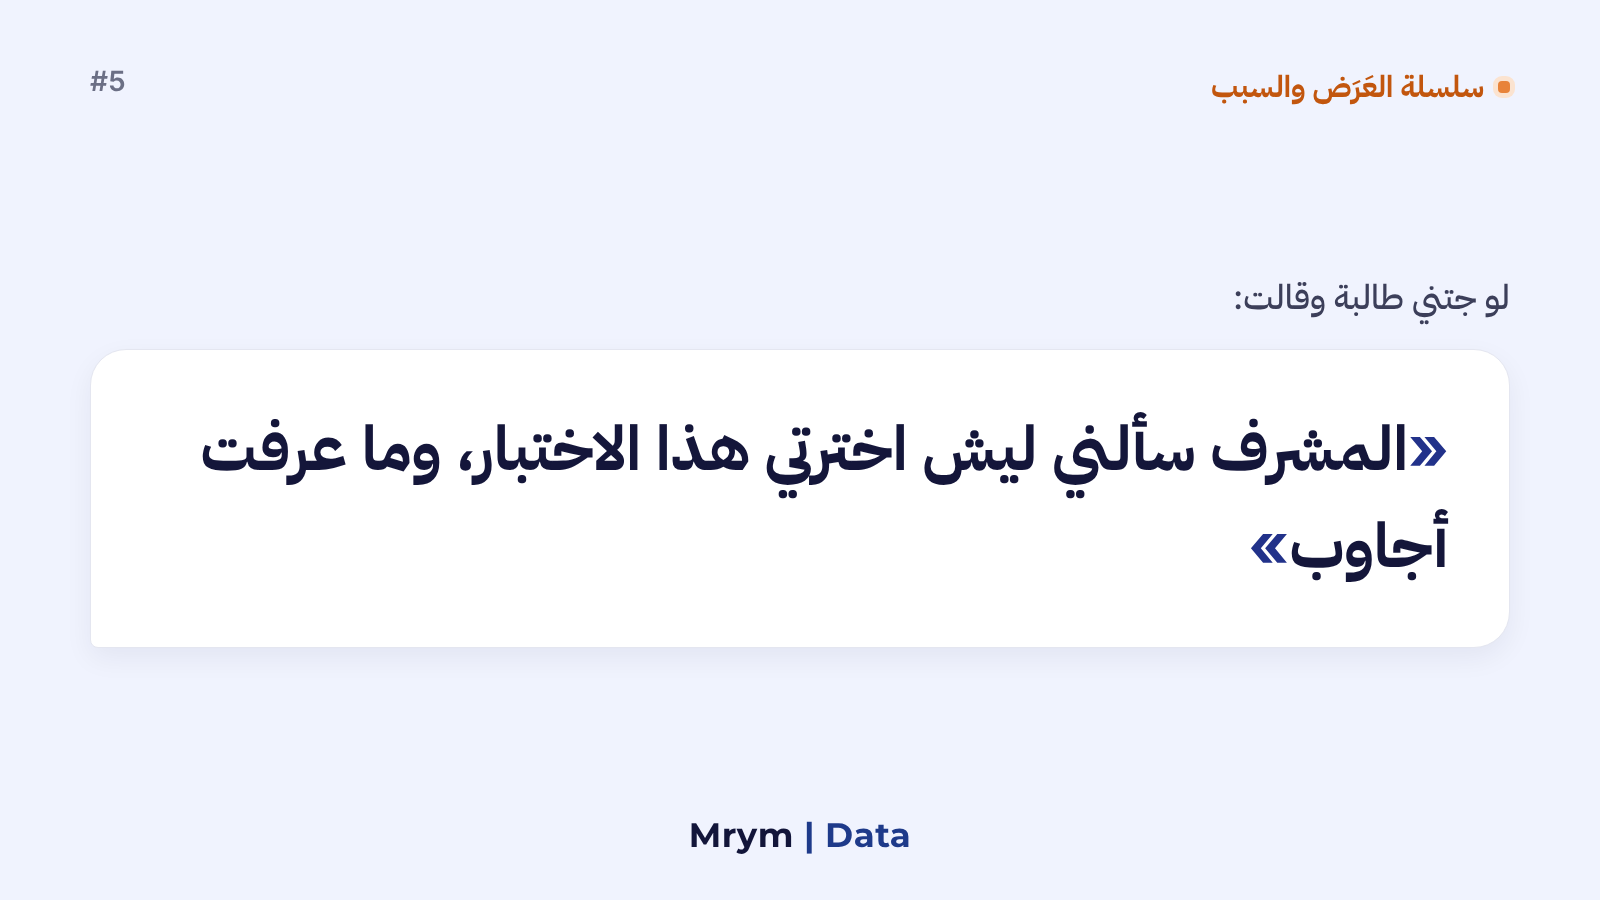 سلسلة العَرَض والسبب
#5
لو جتني طالبة وقالت:
«المشرف سألني ليش اخترتي هذا الاختبار، وما عرفت
أجاوب»
Mrym | Data